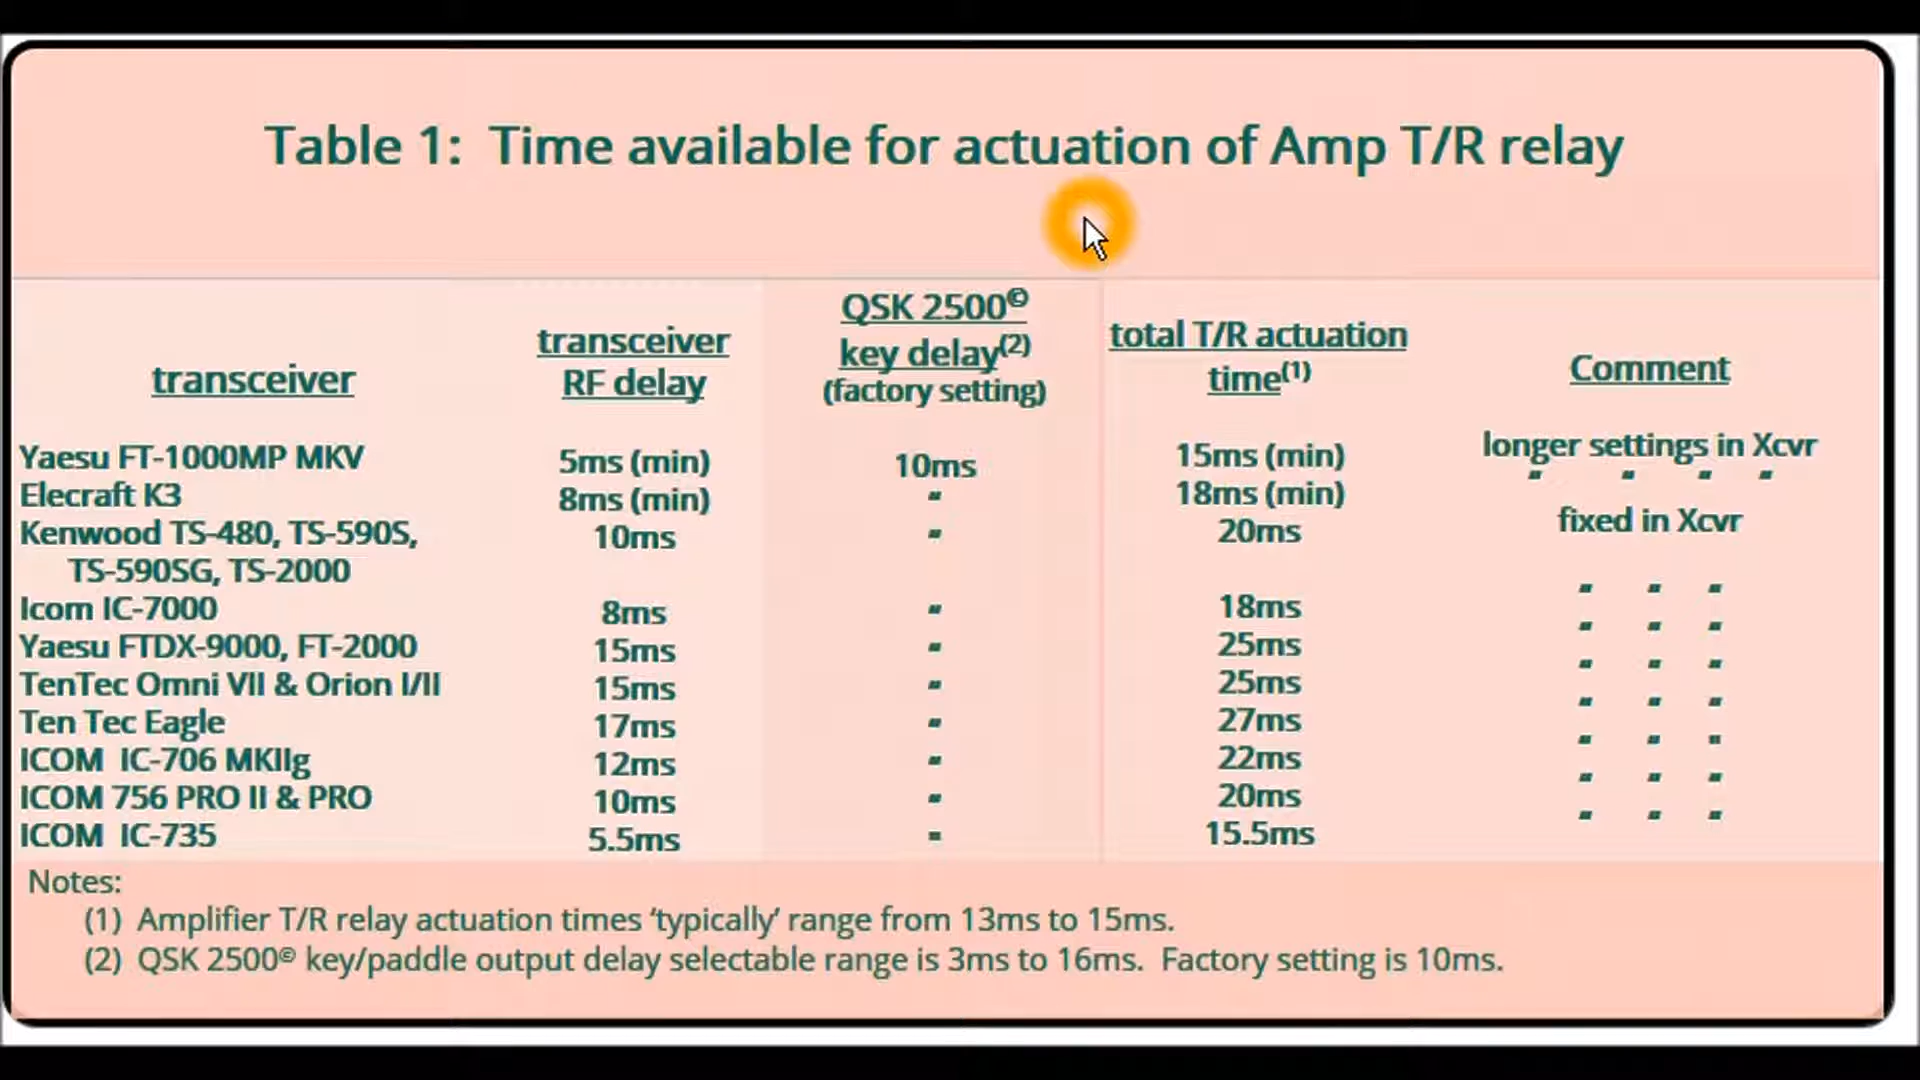 Table 1:  Time available for actuation of Amp T/R relay
transceiver
transceiver
RF delay
QSK 2500©
key delay(2)
(factory setting)
total T/R actuation
time(1)
Comment
Yaesu FT-1000MP MKV 5ms (min) 10ms 15ms (min) longer settings in Xcvr
Elecraft K3 8ms (min) " 18ms (min) " " " "
Kenwood TS-480, TS-590S, 10ms " 20ms fixed in Xcvr
TS-590SG, TS-2000
Icom IC-7000 8ms " 18ms " " "
Yaesu FTDX-9000, FT-2000 15ms " 25ms " " "
TenTec Omni VII & Orion I/II 15ms " 25ms " " "
Ten Tec Eagle 17ms " 27ms " " "
ICOM  IC-706 MKIIg 12ms " 22ms " " "
ICOM 756 PRO II & PRO 10ms " 20ms " " "
ICOM  IC-735 5.5ms " 15.5ms " " "
Notes:
(1)  Amplifier T/R relay actuation times ‘typically’ range from 13ms to 15ms.
(2)  QSK 2500© key/paddle output delay selectable range is 3ms to 16ms.  Factory setting is 10ms.